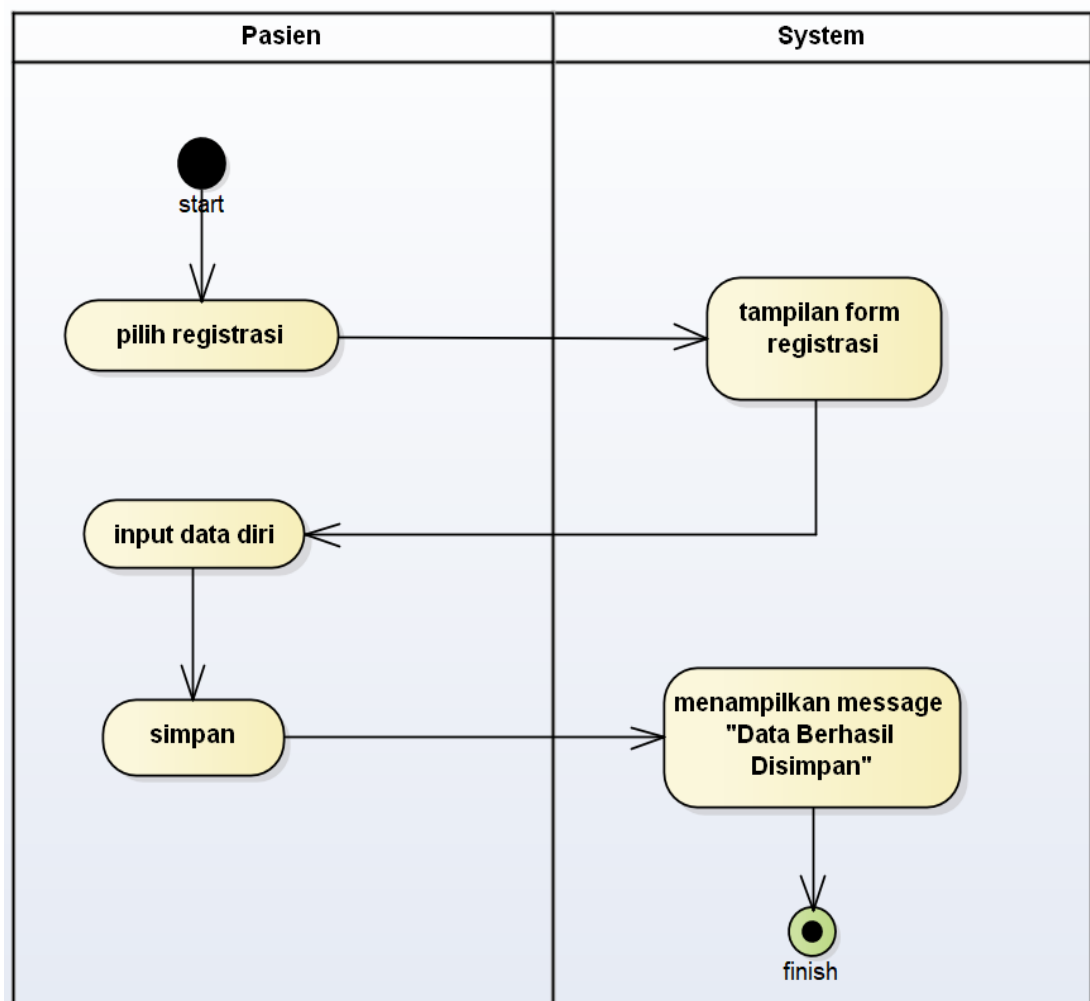 Pasien
System
start
pilih registrasi
tampilan form
registrasi
input data diri
simpan
menampilkan message
"Data Berhasil
Disimpan"
finish